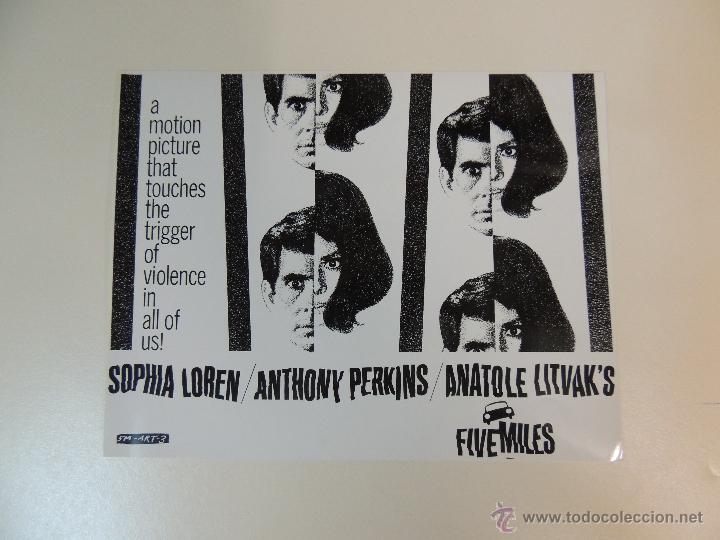 a
motion
picture
that
touches
the
trigger
of
violence
in
all of
us!
SOPHIA LOREN / ANTHONY PERKINS / ANATOLE LITVAK'S
FIVE MILES
5M-ART-3
© www.todocoleccion.net